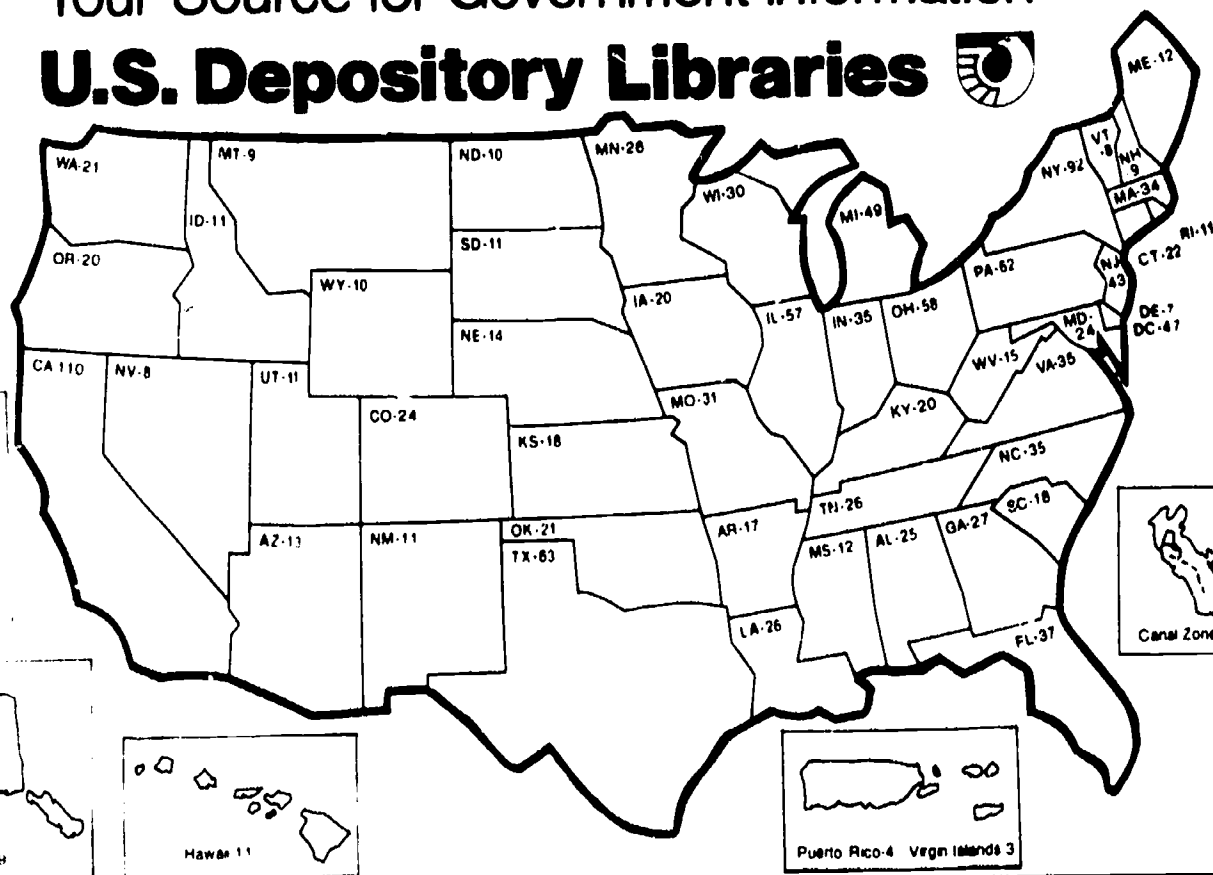 Your Source for Government Information
U.S. Depository Libraries
ME-12
WA-21
MT-9
ND-10
MN-26
VT
-8
NH
9
NY-92
MA-34
WI-30
MI-49
ID-11
RI-11
SD-11
OR-20
PA-62
NJ
43
CT-22
WY-10
IA-20
IL-57
IN-35
OH-58
DE-7
MD-
24
DC-47
NE-14
WV-15
VA-35
CA 110
NV-8
UT-11
MO-31
KY-20
CO-24
KS-18
NC-35
TN-26
SC-18
OK-21
AR-17
GA-27
AZ-13
NM-11
TX-63
MS-12
AL-25
LA-26
FL-37
Canal Zone
Hawaii 11
Puerto Rico-4 Virgin Islands 3